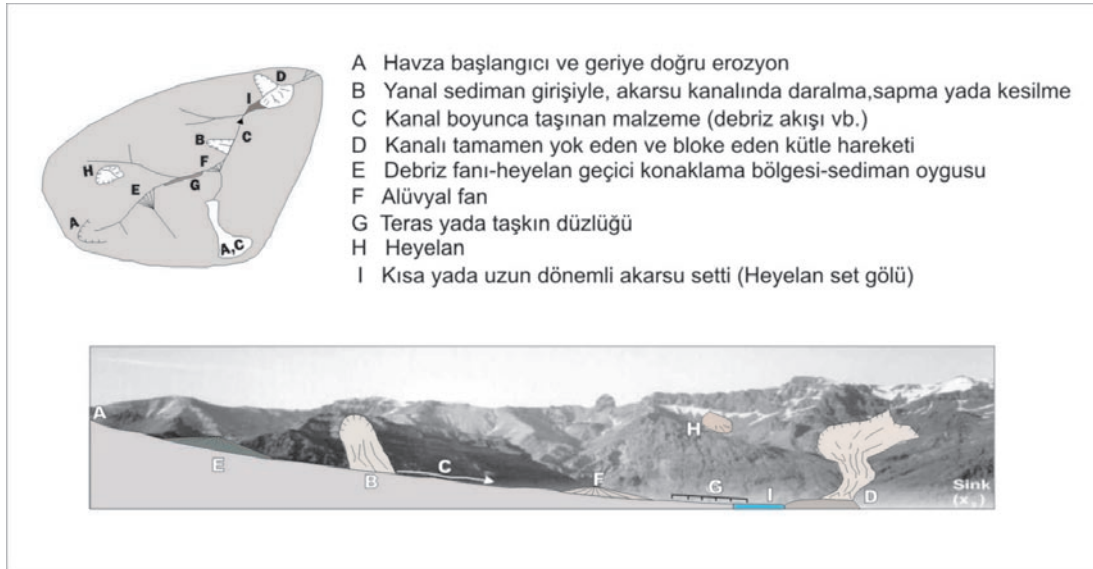 A Havza başlangıcı ve geriye doğru erozyon
B Yanal sediman girişiyle, akarsu kanalında daralma,sapma yada kesilme
C Kanal boyunca taşınan malzeme (debriz akışı vb.)
D Kanalı tamamen yok eden ve bloke eden kütle hareketi
E Debriz fanı-heyelan geçici konaklama bölgesi-sediman oygusu
F Alüvyal fan
G Teras yada taşkın düzlüğü
H Heyelan
I Kısa yada uzun dönemli akarsu setti (Heyelan set gölü)
D
I
B
C
H
F
G
E
A
A,C
A
E
B
C
F
H
G
I
D
Sink